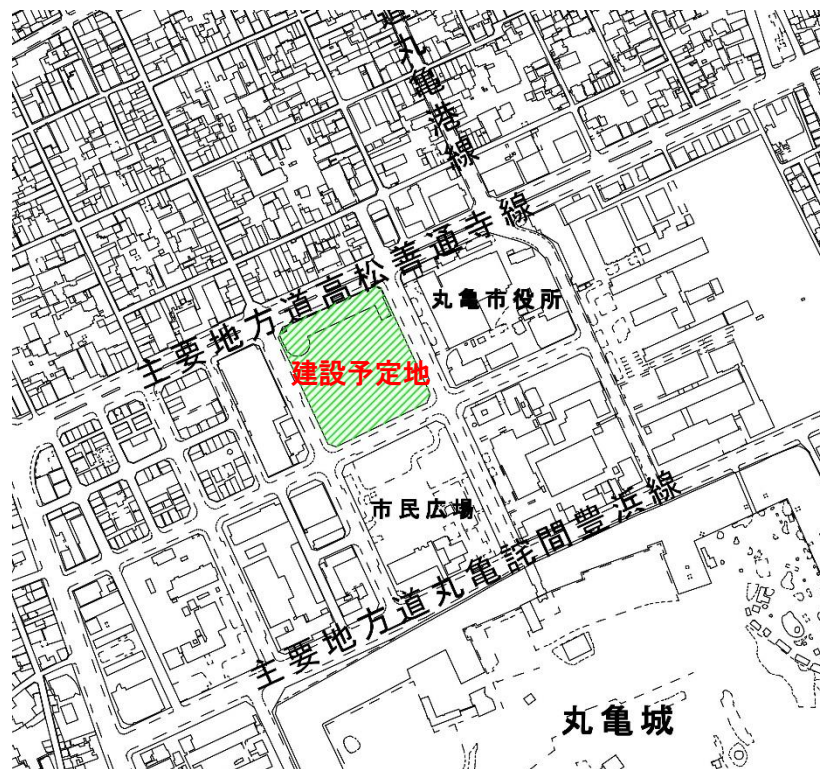 道丸亀港線
主要地方道高松善通寺線
丸亀市役所
建設予定地
市民広場
主要地方道丸亀詫間豊浜線
丸亀城